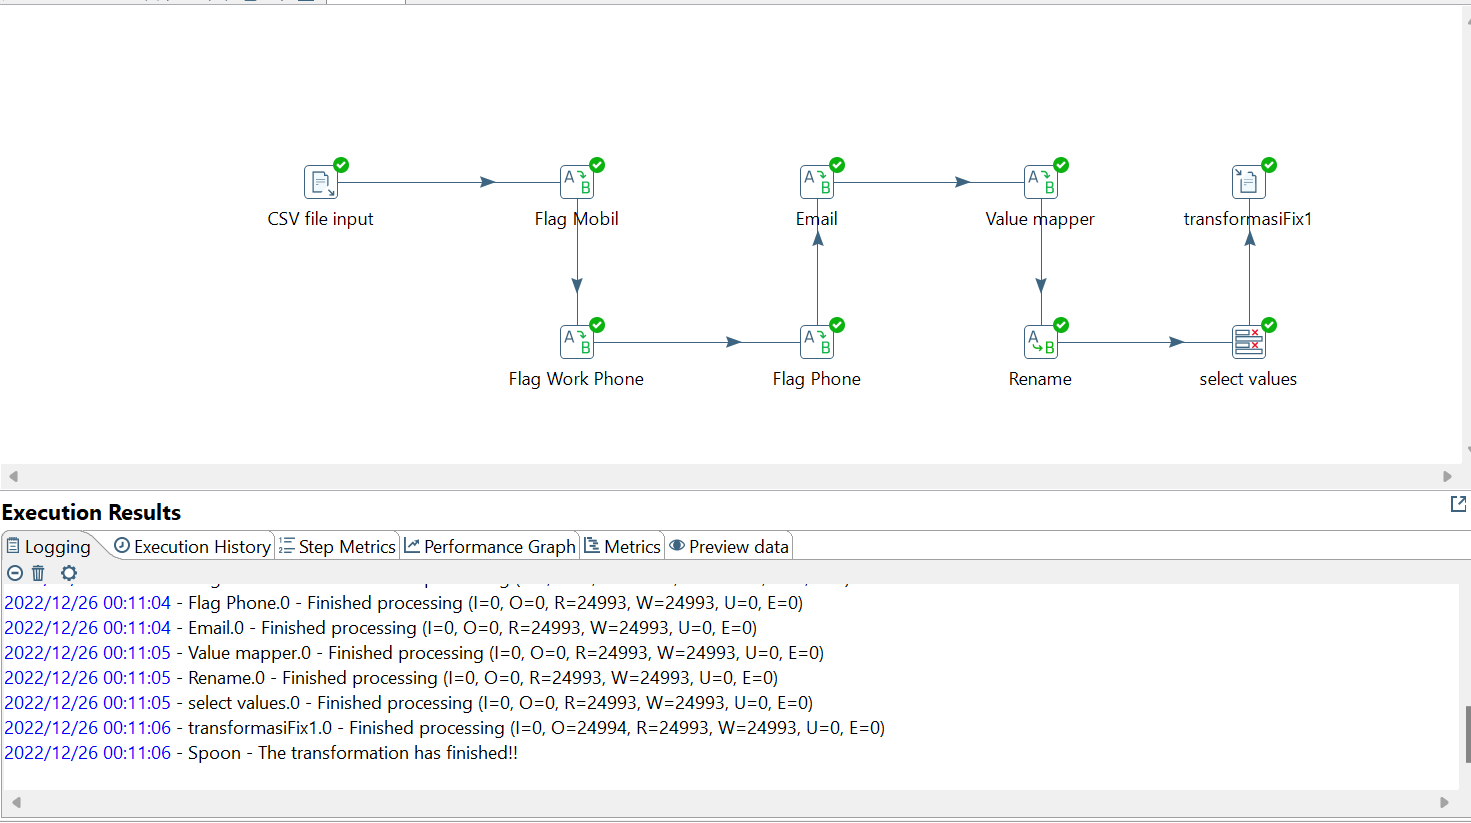 CSV file input
Flag Mobil
Email
Value mapper
transformasiFix1
Flag Work Phone
Flag Phone
Rename
select values
Execution Results
Logging Execution History Step Metrics Performance Graph Metrics Preview data
2022/12/26 00:11:04 - Flag Phone.0 - Finished processing (I=0, O=0, R=24993, W=24993, U=0, E=0)
2022/12/26 00:11:04 - Email.0 - Finished processing (I=0, O=0, R=24993, W=24993, U=0, E=0)
2022/12/26 00:11:05 - Value mapper.0 - Finished processing (I=0, O=0, R=24993, W=24993, U=0, E=0)
2022/12/26 00:11:05 - Rename.0 - Finished processing (I=0, O=0, R=24993, W=24993, U=0, E=0)
2022/12/26 00:11:05 - select values.0 - Finished processing (I=0, O=0, R=24993, W=24993, U=0, E=0)
2022/12/26 00:11:06 - transformasiFix1.0 - Finished processing (I=0, O=24994, R=24993, W=24993, U=0, E=0)
2022/12/26 00:11:06 - Spoon - The transformation has finished!!